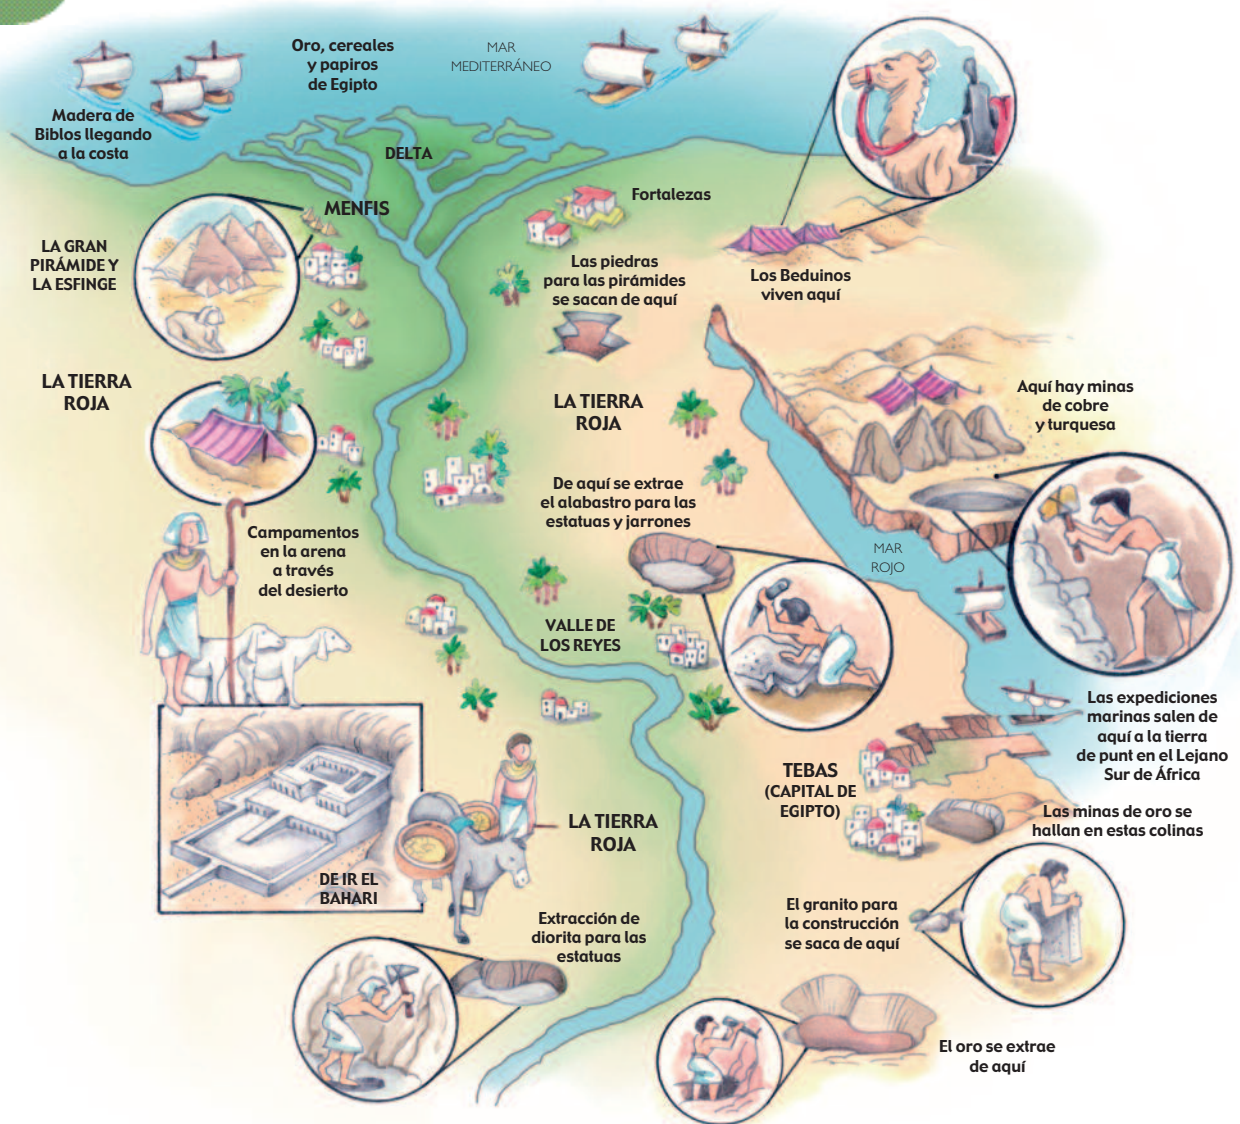 Oro, cereales
y papiros
de Egipto
MAR
MEDITERRÁNEO
Madera de
Biblos llegando
a la costa
DELTA
MENFIS
Fortalezas
LA GRAN
PIRÁMIDE Y
LA ESFINGE
Las piedras
para las pirámides
se sacan de aquí
Los Beduinos
viven aquí
LA TIERRA
ROJA
LA TIERRA
ROJA
Aquí hay minas
de cobre
y turquesa
De aquí se extrae
el alabastro para las
estatuas y jarrones
Campamentos
en la arena
a través
del desierto
MAR
ROJO
VALLE DE
LOS REYES
Las expediciones
marinas salen de
aquí a la tierra
de punt en el Lejano
Sur de África
TEBAS
(CAPITAL DE
EGIPTO)
Las minas de oro se
hallan en estas colinas
LA TIERRA
ROJA
DE IR EL
BAHARI
El granito para
la construcción
se saca de aquí
Extracción de
diorita para las
estatuas
El oro se extrae
de aquí